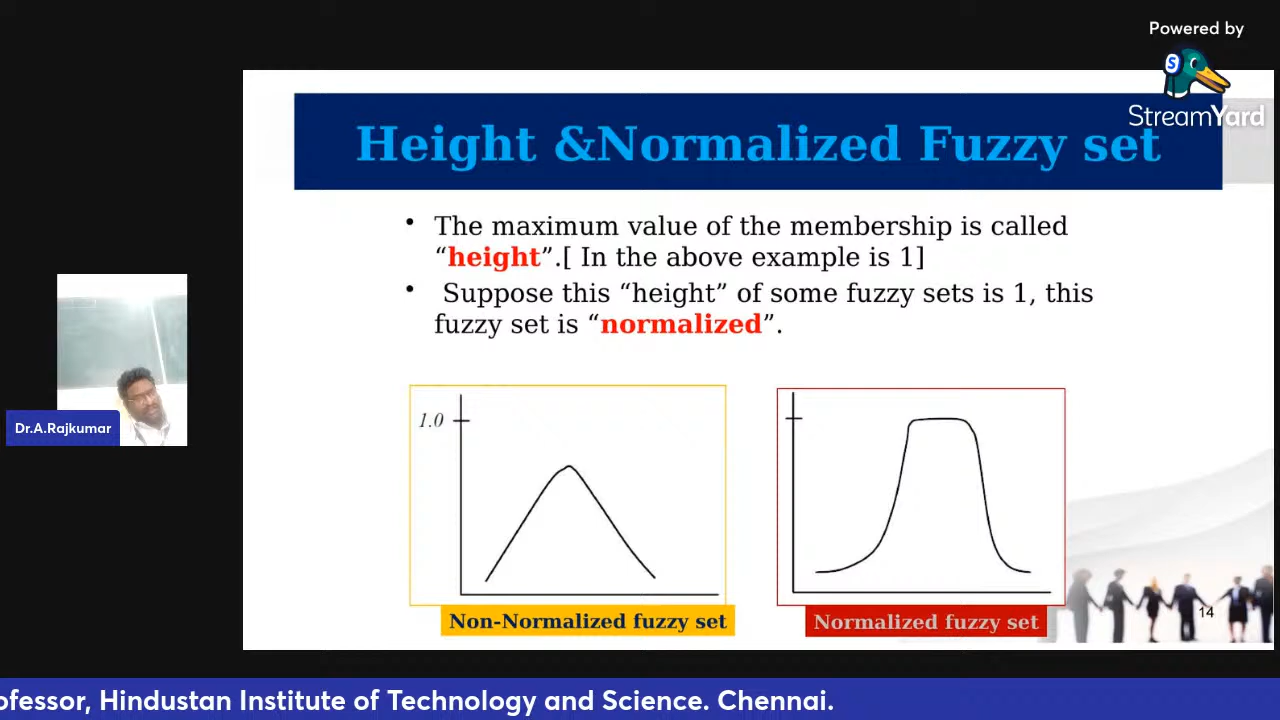 Powered by
StreamYard
Height &Normalized Fuzzy set
• The maximum value of the membership is called
“height”.[ In the above example is 1]
• Suppose this “height” of some fuzzy sets is 1, this
fuzzy set is “normalized”.
1.0
Non-Normalized fuzzy set
Normalized fuzzy set
14
Dr.A.Rajkumar
ofessor, Hindustan Institute of Technology and Science. Chennai.